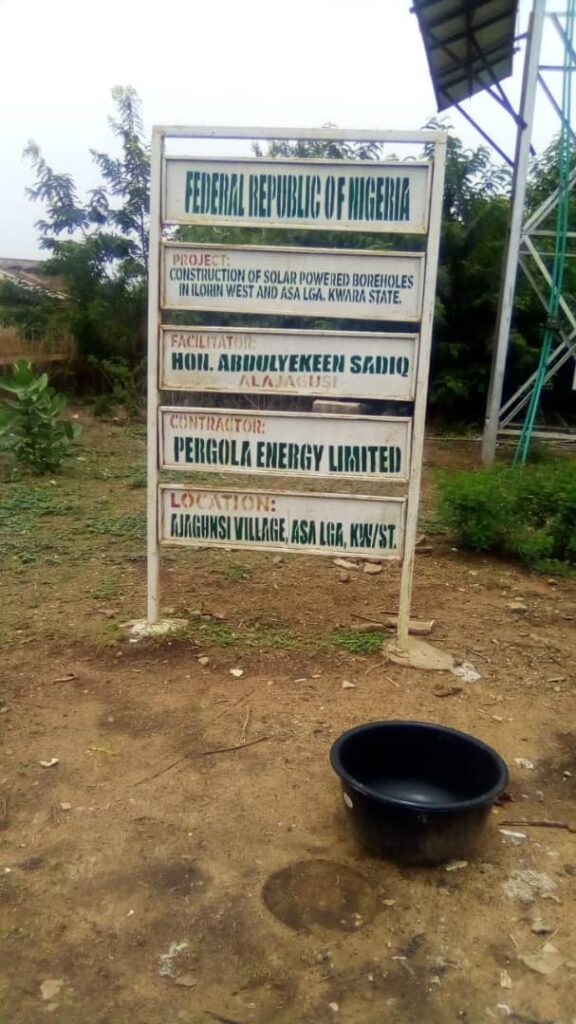 FEDERAL REPUBLIC OF NIGERIA
PROJECT:
CONSTRUCTION OF SOLAR POWERED BOREHOLES
IN ILORIN WEST AND ASA LGA. KWARA STATE.
FACILITATOR:
HON. ABDULYEKEEN SADIQ
ALAJAGUSI
CONTRACTOR:
PERGOLA ENERGY LIMITED
LOCATION:
AJAGUNSI VILLAGE, ASA LGA, KW/ST.